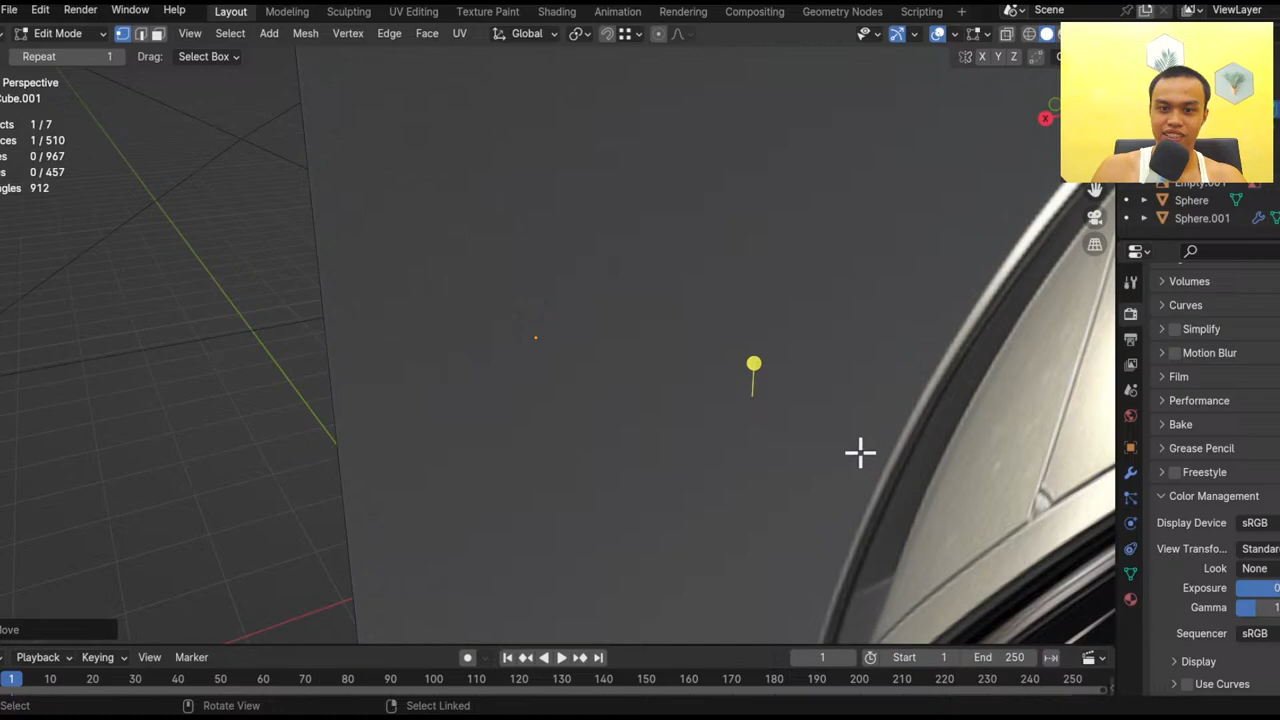 File Edit Render Window Help Layout Modeling Sculpting UV Editing Texture Paint Shading Animation Rendering Compositing Geometry Nodes Scripting + Scene ViewLayer
Edit Mode View Select Add Mesh Vertex Edge Face UV Global
Repeat 1 Drag: Select Box X Y Z
Perspective
Cube.001
cts 1 / 7
ces 1 / 510
es 0 / 967
es 0 / 457
ngles 912
X
Sphere
Sphere.001
Volumes
Curves
Simplify
Motion Blur
Film
Performance
Bake
Grease Pencil
Freestyle
Color Management
Display Device sRGB
View Transfo... Standar
Look None
Exposure 0
Gamma 1
Sequencer sRGB
Display
Use Curves
ove
Playback Keying View Marker 1 Start 1 End 250
1 10 20 30 40 50 60 70 80 90 100 110 120 130 140 150 160 170 180 190 200 210 220 230 240 250
Select Rotate View Select Linked